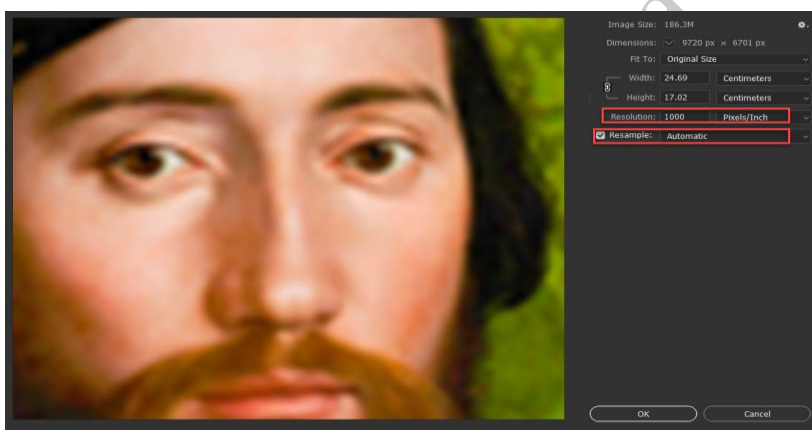 Image Size: 186.3M
Dimensions: 9720 px × 6701 px
Fit To: Original Size
Width: 24.69 Centimeters
Height: 17.02 Centimeters
Resolution: 1000 Pixels/Inch
Resample: Automatic
OK Cancel